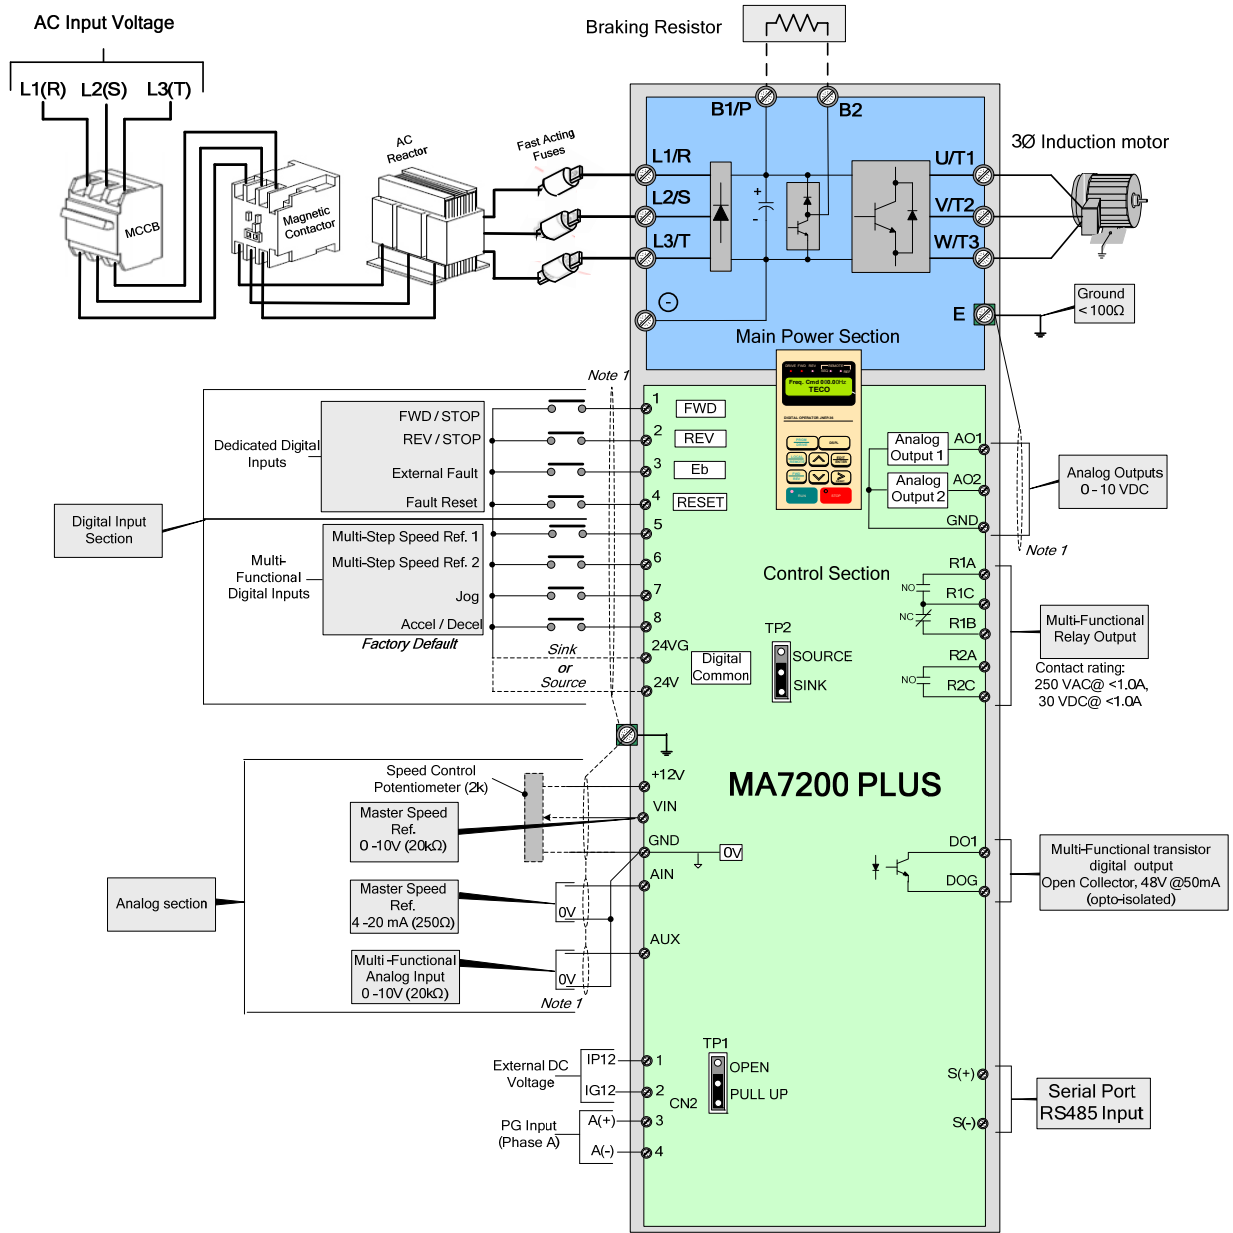 AC Input Voltage
L1(R) L2(S) L3(T)
MCCB
Magnetic
Contactor
AC
Reactor
Fast Acting
Fuses
Braking Resistor
B1/P
B2
L1/R
L2/S
L3/T
+
-
-
U/T1
V/T2
W/T3
E
3Ø Induction motor
Ground
< 100Ω
Main Power Section
Freq. Cmd 000.00Hz
TECO
Note 1
Dedicated Digital
Inputs
FWD / STOP
REV / STOP
External Fault
Fault Reset
Digital Input
Section
Multi-
Functional
Digital Inputs
Multi-Step Speed Ref. 1
Multi-Step Speed Ref. 2
Jog
Accel / Decel
Factory Default
Sink
or
Source
1 FWD
2 REV
3 Eb
4 RESET
5
6
7
8
24VG
24V
Digital
Common
TP2
SOURCE
SINK
Control Section
Analog
Output 1
Analog
Output 2
AO1
AO2
GND
Analog Outputs
0 - 10 VDC
Note 1
R1A
NO
R1C
NC
R1B
R2A
NO
R2C
Multi-Functional
Relay Output
Contact rating:
250 VAC@ <1.0A,
30 VDC@ <1.0A
MA7200 PLUS
Speed Control
Potentiometer (2k)
Master Speed
Ref.
0 -10V (20kΩ)
Analog section
Master Speed
Ref.
4 -20 mA (250Ω)
Multi -Functional
Analog Input
0 -10V (20kΩ)
0V
0V
Note 1
+12V
VIN
GND
0V
AIN
AUX
DO1
DOG
Multi-Functional transistor
digital output
Open Collector, 48V @50mA
(opto-isolated)
External DC
Voltage
IP12
IG12
PG Input
(Phase A)
A(+)
A(-)
1
2
3
4
CN2
TP1
OPEN
PULL UP
S(+)
S(-)
Serial Port
RS485 Input